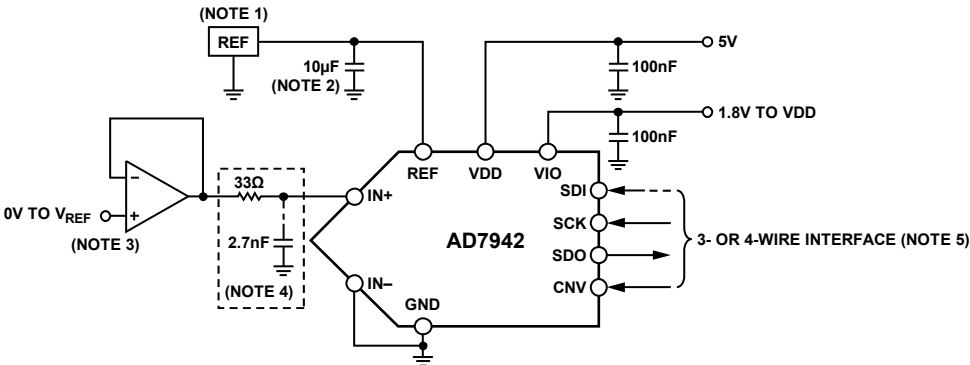 (NOTE 1)
REF
10µF
(NOTE 2)
5V
100nF
1.8V TO VDD
100nF
REF
VDD
VIO
33Ω
IN+
SDI
–
+
0V TO VREF
(NOTE 3)
2.7nF
(NOTE 4)
AD7942
SCK
3- OR 4-WIRE INTERFACE (NOTE 5)
SDO
CNV
IN–
GND